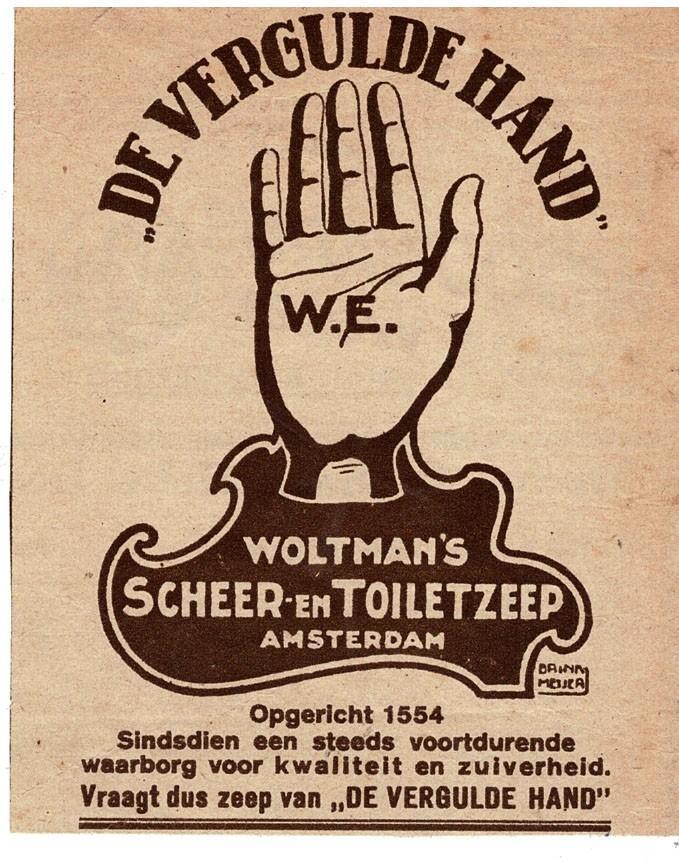 „DE VERGULDE HAND”
W.E.
WOLTMAN'S
SCHEER-EN TOILETZEEP
AMSTERDAM
BRINK
MEIJER
Opgericht 1554
Sindsdien een steeds voortdurende
waarborg voor kwaliteit en zuiverheid.
Vraagt dus zeep van „DE VERGULDE HAND”